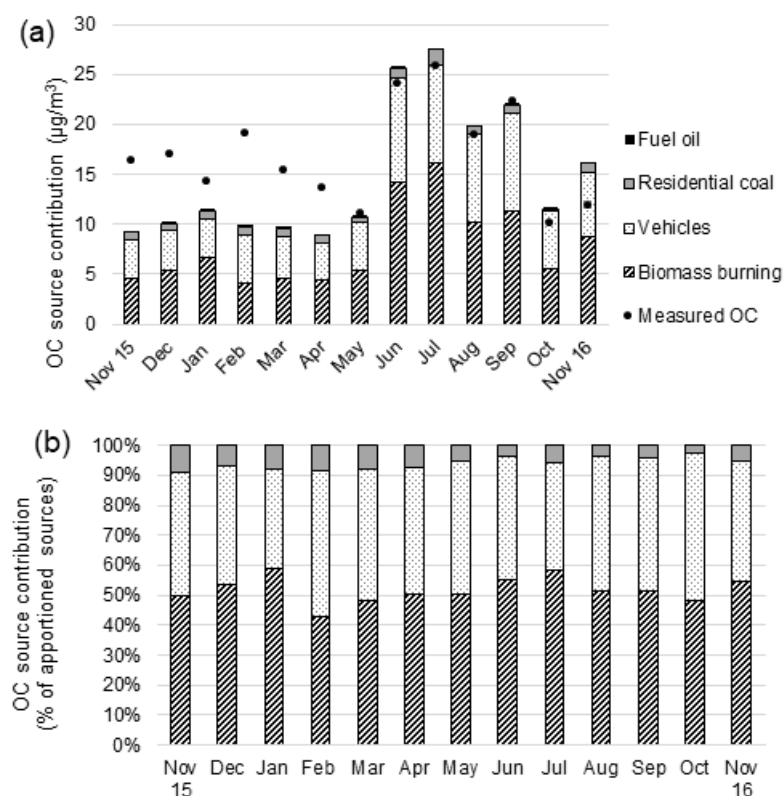 (a)
OC source contribution (µg/m³)
30
25
20
15
10
5
0
Nov 15
Dec
Jan
Feb
Mar
Apr
May
Jun
Jul
Aug
Sep
Oct
Nov 16
Fuel oil
Residential coal
Vehicles
Biomass burning
Measured OC
(b)
OC source contribution
(% of apportioned sources)
100%
90%
80%
70%
60%
50%
40%
30%
20%
10%
0%
Nov Dec Jan Feb Mar Apr May Jun Jul Aug Sep Oct Nov
15 16